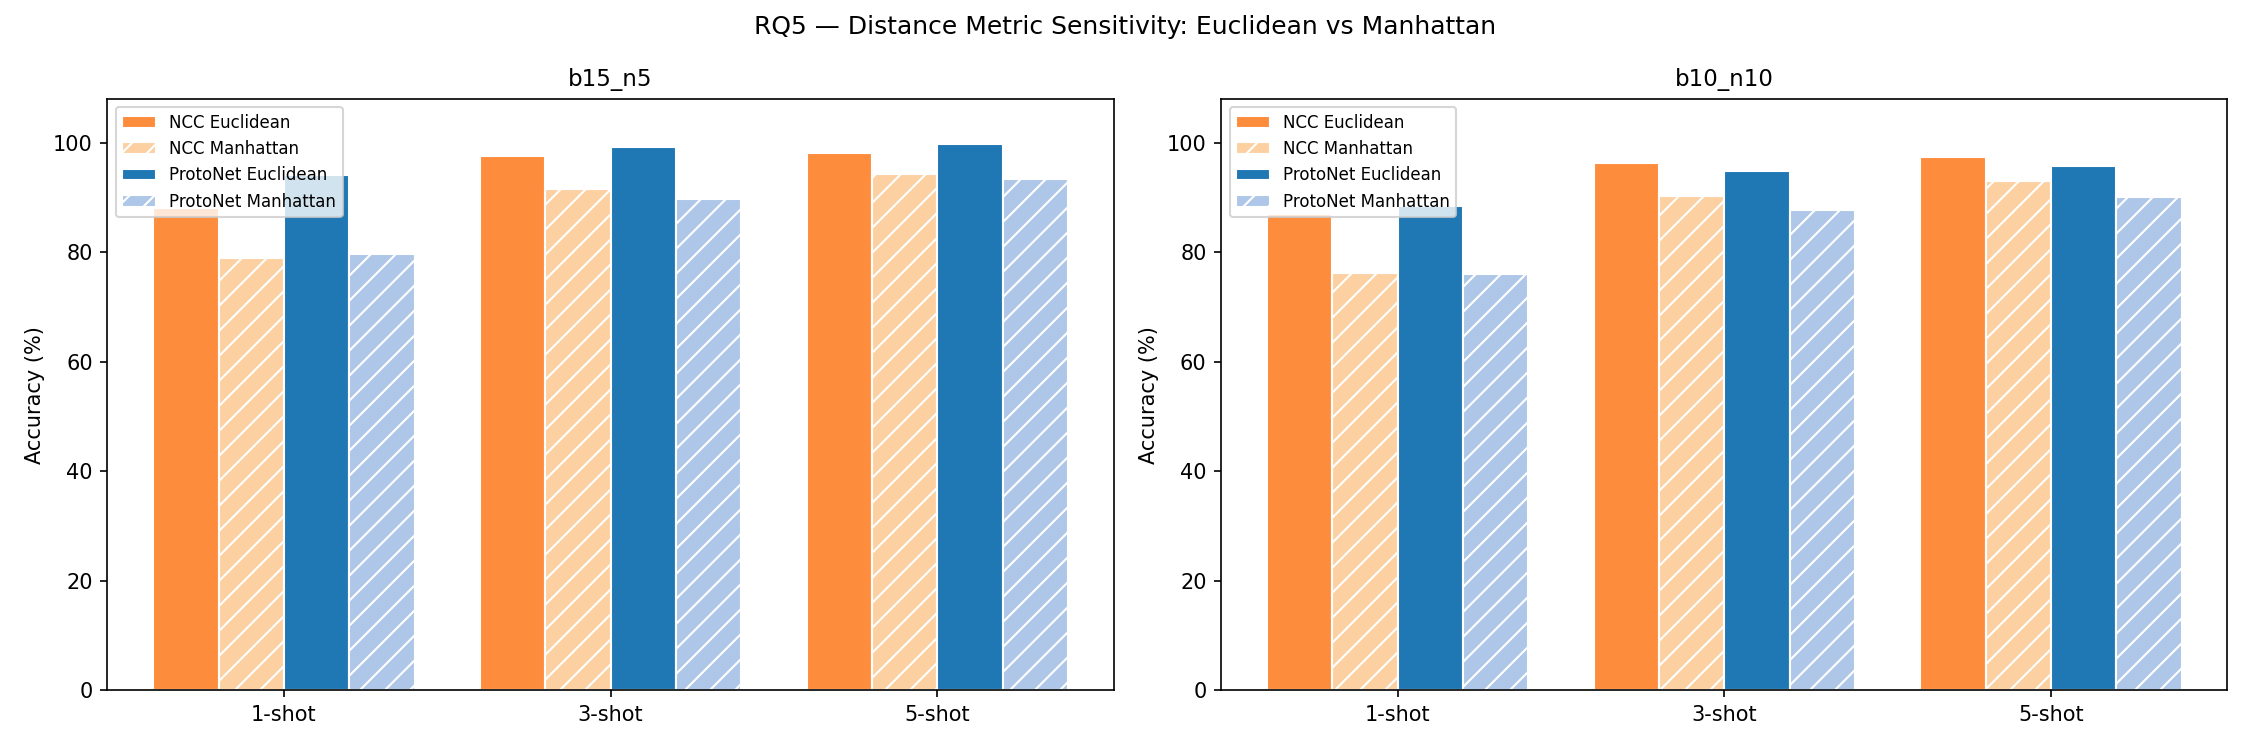 RQ5 — Distance Metric Sensitivity: Euclidean vs Manhattan
b15_n5
NCC Euclidean
NCC Manhattan
ProtoNet Euclidean
ProtoNet Manhattan
100
80
60
40
20
0
Accuracy (%)
1-shot
3-shot
5-shot
b10_n10
NCC Euclidean
NCC Manhattan
ProtoNet Euclidean
ProtoNet Manhattan
100
80
60
40
20
0
Accuracy (%)
1-shot
3-shot
5-shot